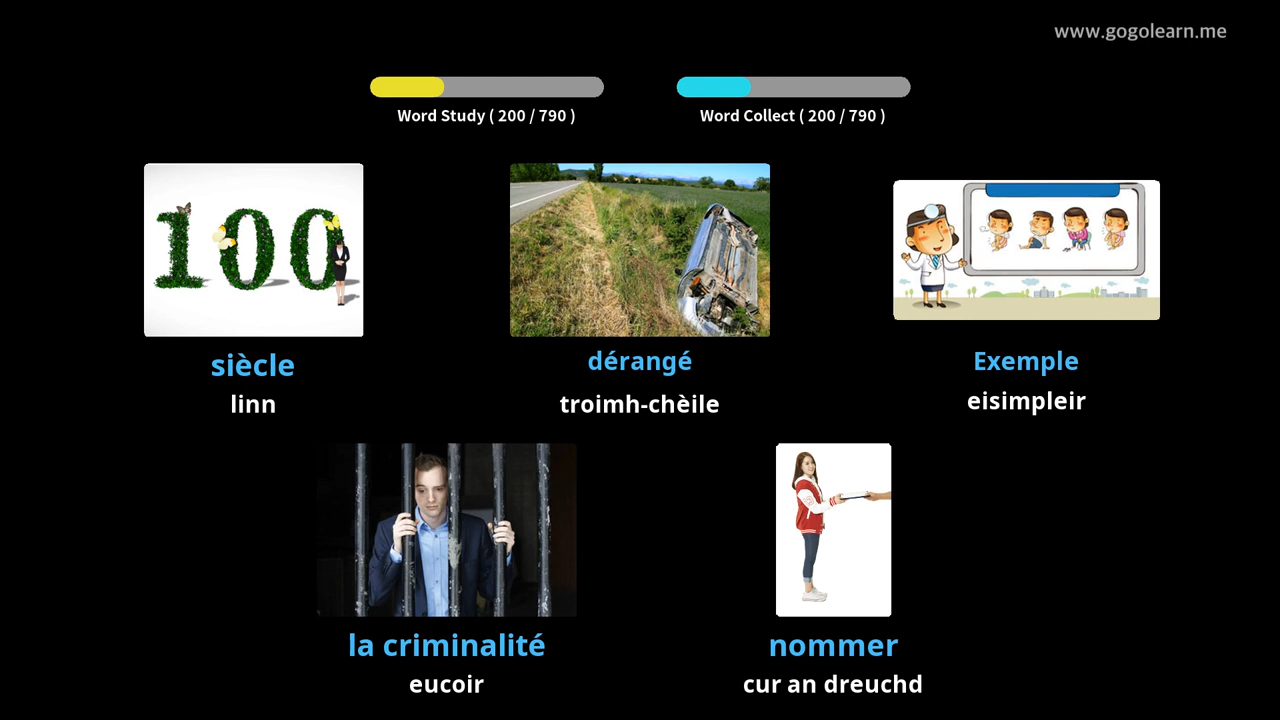 www.gogolearn.me
Word Study ( 200 / 790 )
Word Collect ( 200 / 790 )
100
siècle
dérangé
Exemple
linn
troimh-chèile
eisimpleir
la criminalité
nommer
eucoir
cur an dreuchd